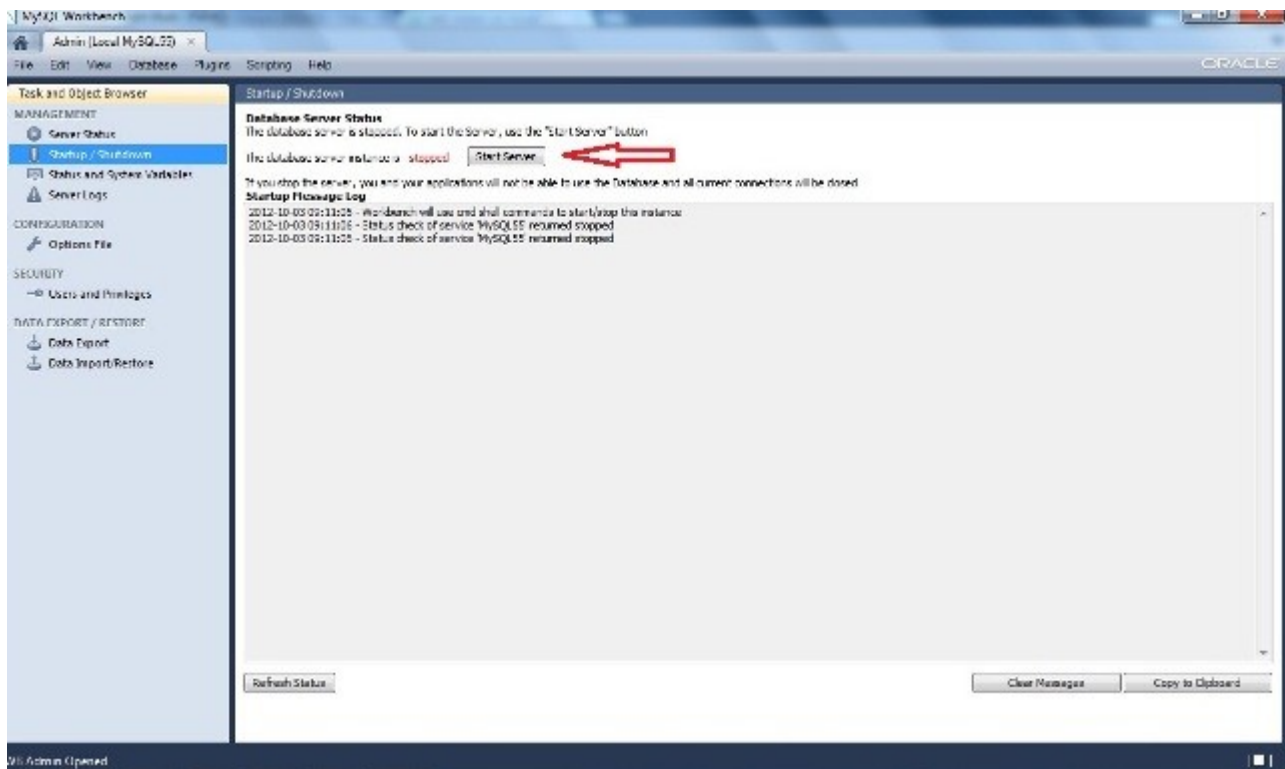 MySQL Workbench
Admin (Local MySQL55) ×
File Edit View Database Plugins Scripting Help
ORACLE
Task and Object Browser
MANAGEMENT
Server Status
Startup / Shutdown
Status and System Variables
Server Logs
CONFIGURATION
Options File
SECURITY
Users and Privileges
DATA EXPORT / RESTORE
Data Export
Data Import/Restore
Startup / Shutdown
Database Server Status
The database server is stopped. To start the Server, use the "Start Server" button
The database server instance is stopped Start Server
If you stop the server, you and your applications will not be able to use the Database and all current connections will be closed
Startup Message Log
2012-10-03 09:11:05 - Workbench will use cmd shell commands to start/stop this instance
2012-10-03 09:11:06 - Status check of service 'MySQL55' returned stopped
2012-10-03 09:11:05 - Status check of service 'MySQL55' returned stopped
Refresh Status
Clear Messages
Copy to Clipboard
WB Admin Opened